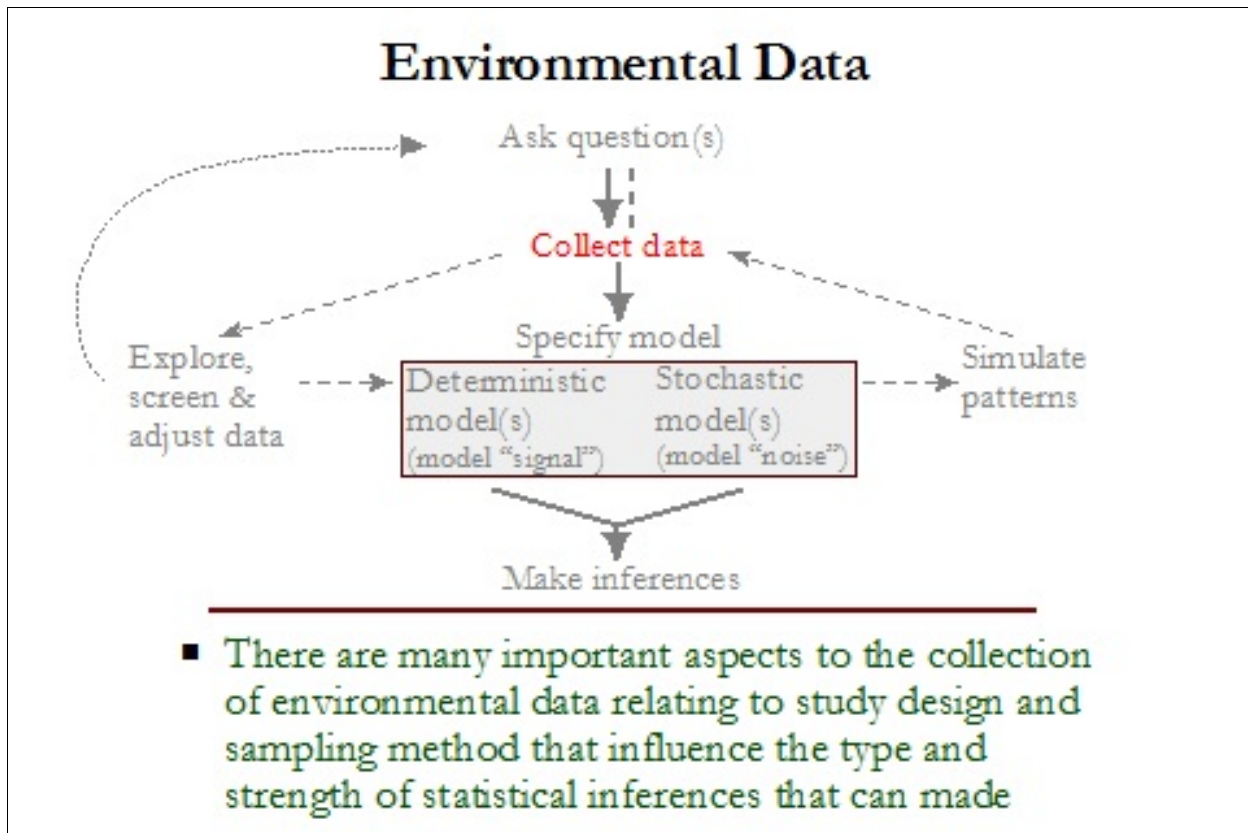 Environmental Data
Ask question(s)
Collect data
Specify model
Explore,
screen &
adjust data
Deterministic
model(s)
(model “signal”)
Stochastic
model(s)
(model “noise”)
Simulate
patterns
Make inferences
■ There are many important aspects to the collection
of environmental data relating to study design and
sampling method that influence the type and
strength of statistical inferences that can made